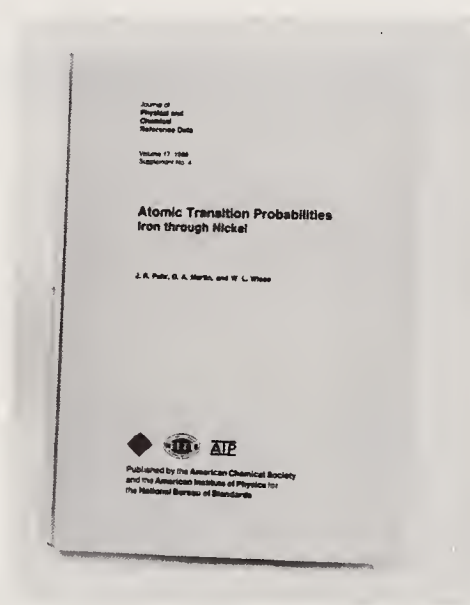 Journal of
Physical and
Chemical
Reference Data
Volume 17, 1988
Supplement No. 4
Atomic Transition Probabilities
Iron through Nickel
J. R. Fuhr, G. A. Martin, and W. L. Wiese
AIP
Published by the American Chemical Society
and the American Institute of Physics for
the National Bureau of Standards